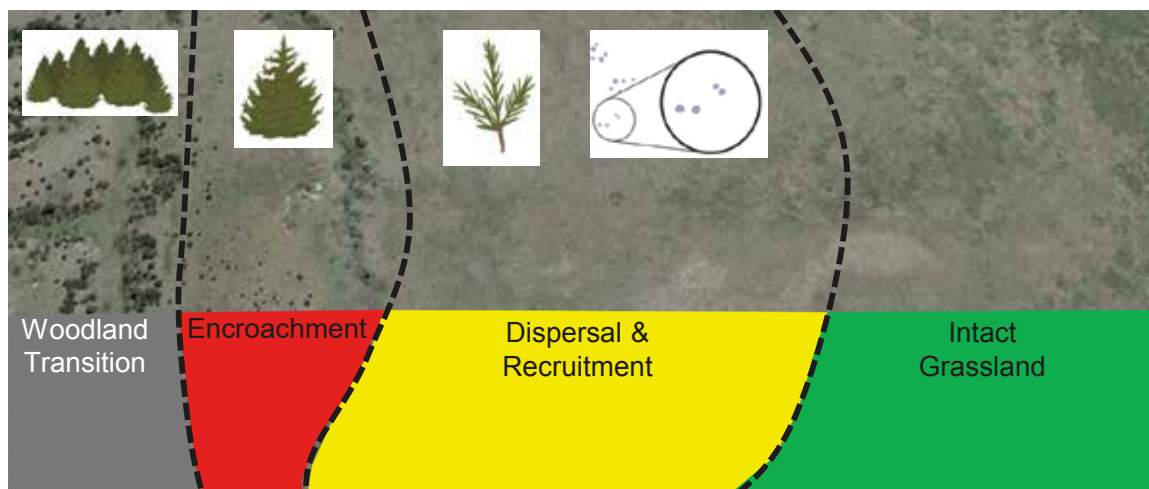 Woodland
Transition
Encroachment
Dispersal &
Recruitment
Intact
Grassland